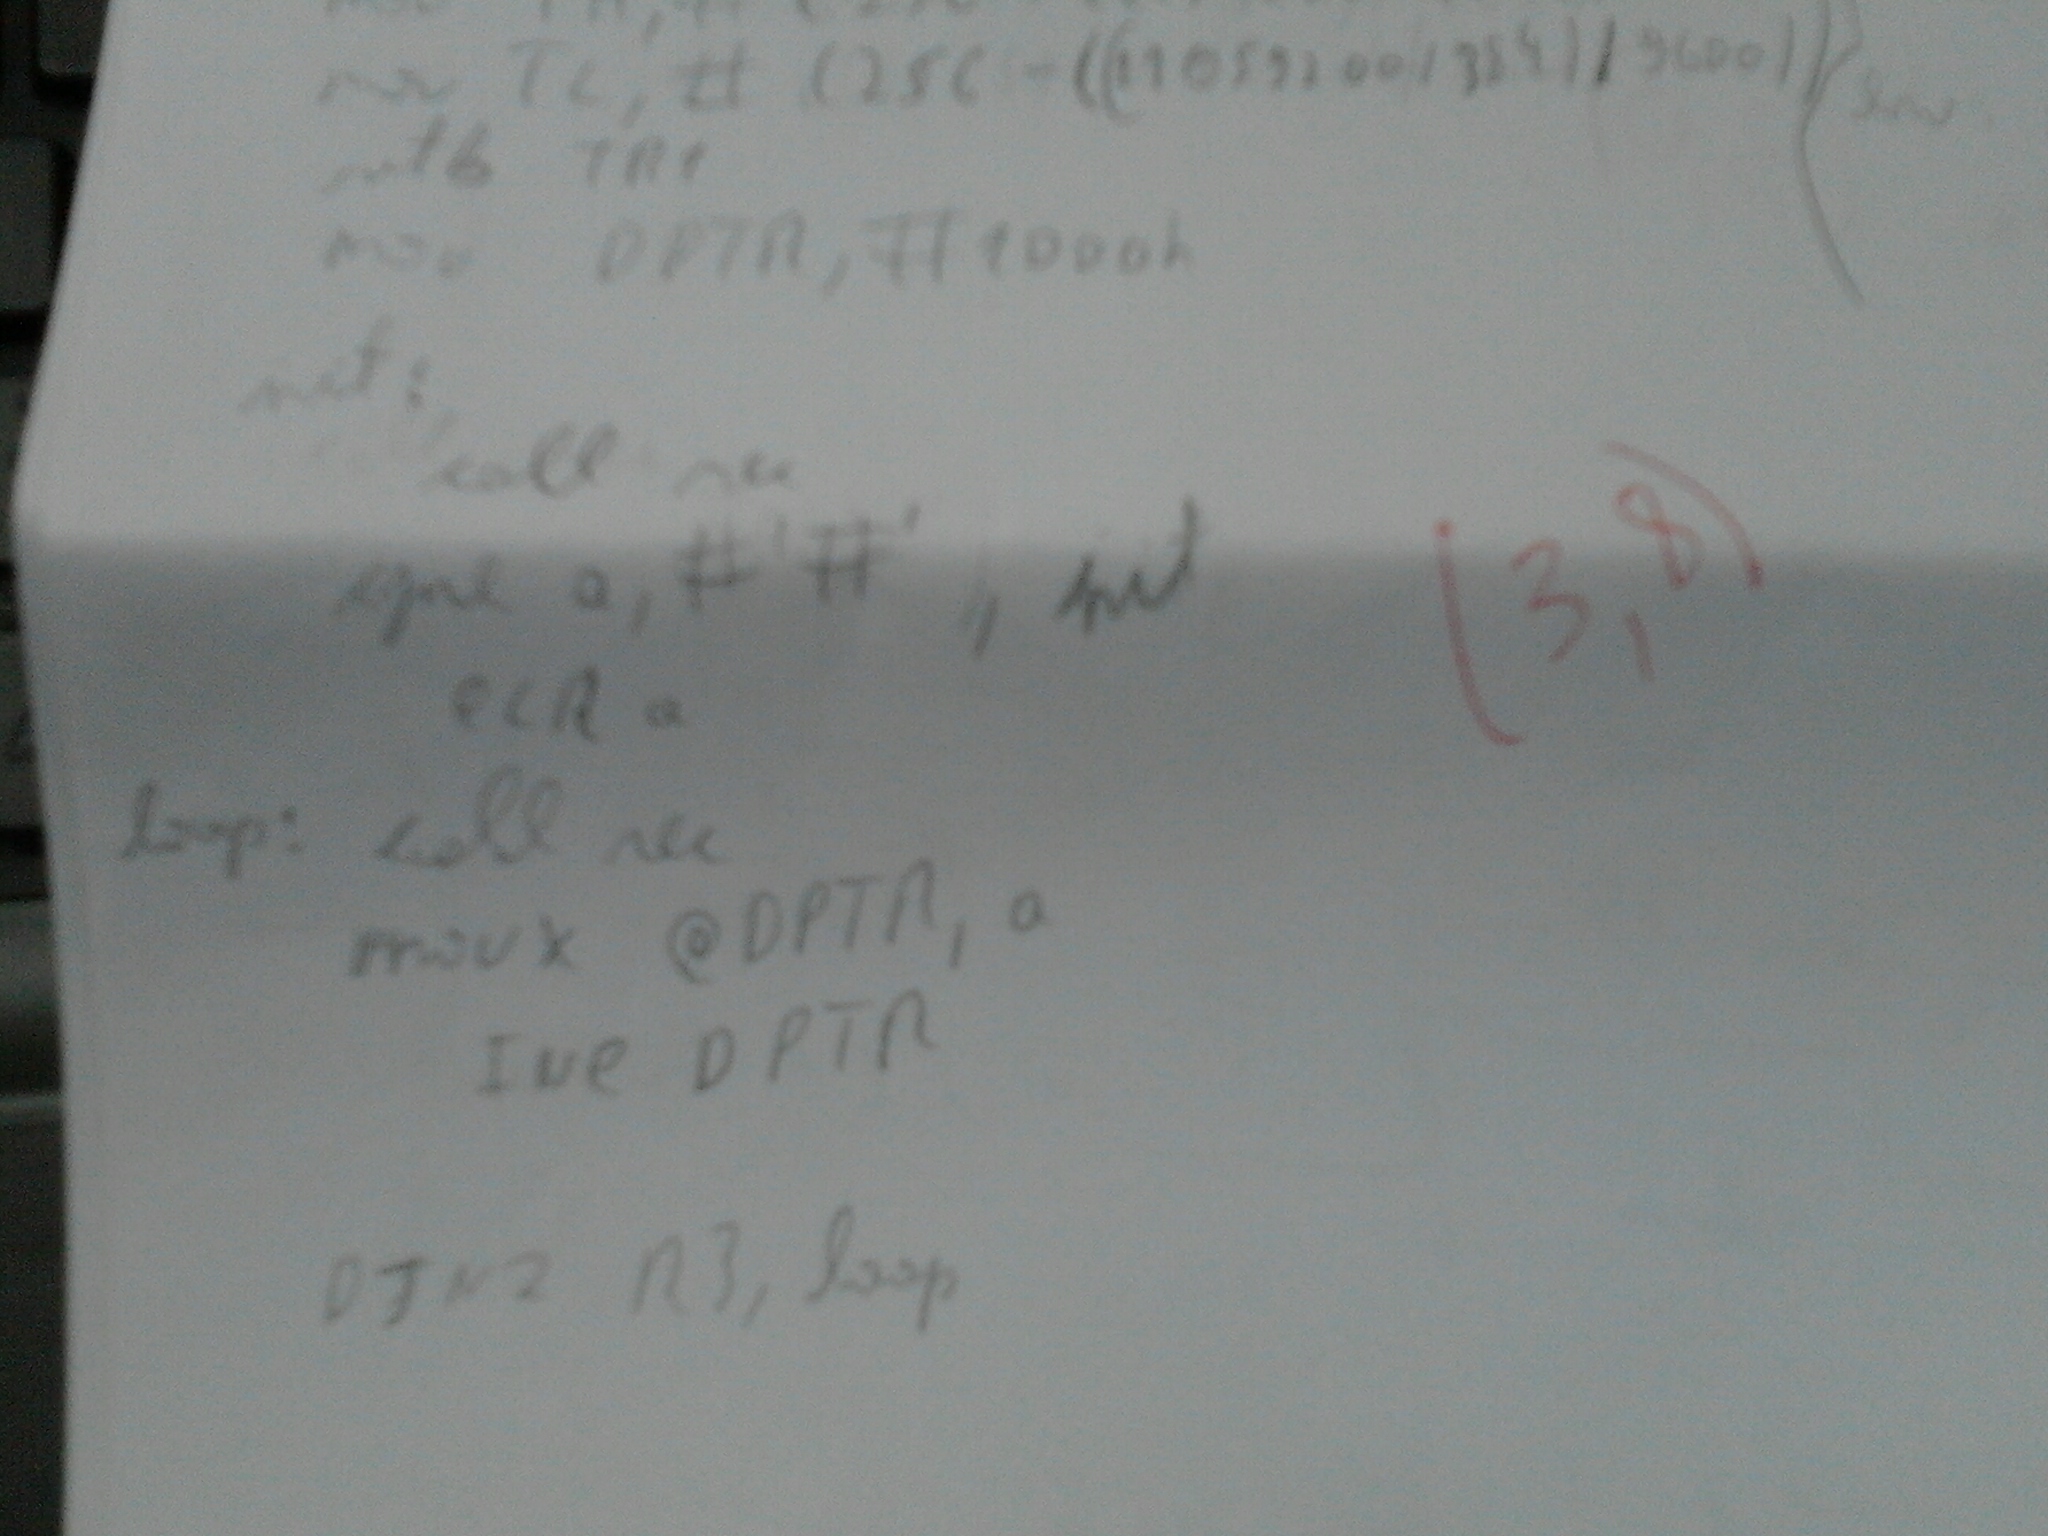 mov TL, # (256 - ((11059200/384)/9600))
setb TR1
mov DPTR, #1000h
init:
call rec
cjne a, #'#', init
(3,8)
CLR a
loop: call rec
movx @DPTR, a
INC DPTR
DJNZ R3, loop